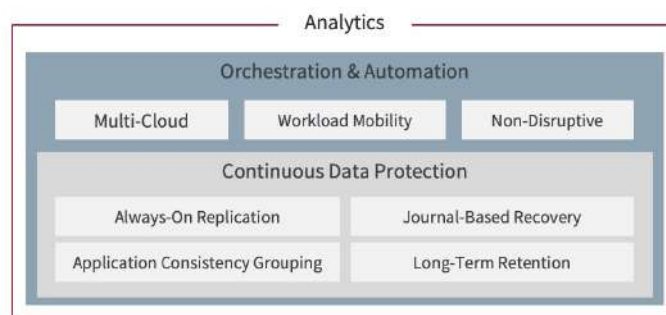 Analytics
Orchestration & Automation
Multi-Cloud
Workload Mobility
Non-Disruptive
Continuous Data Protection
Always-On Replication
Journal-Based Recovery
Application Consistency Grouping
Long-Term Retention